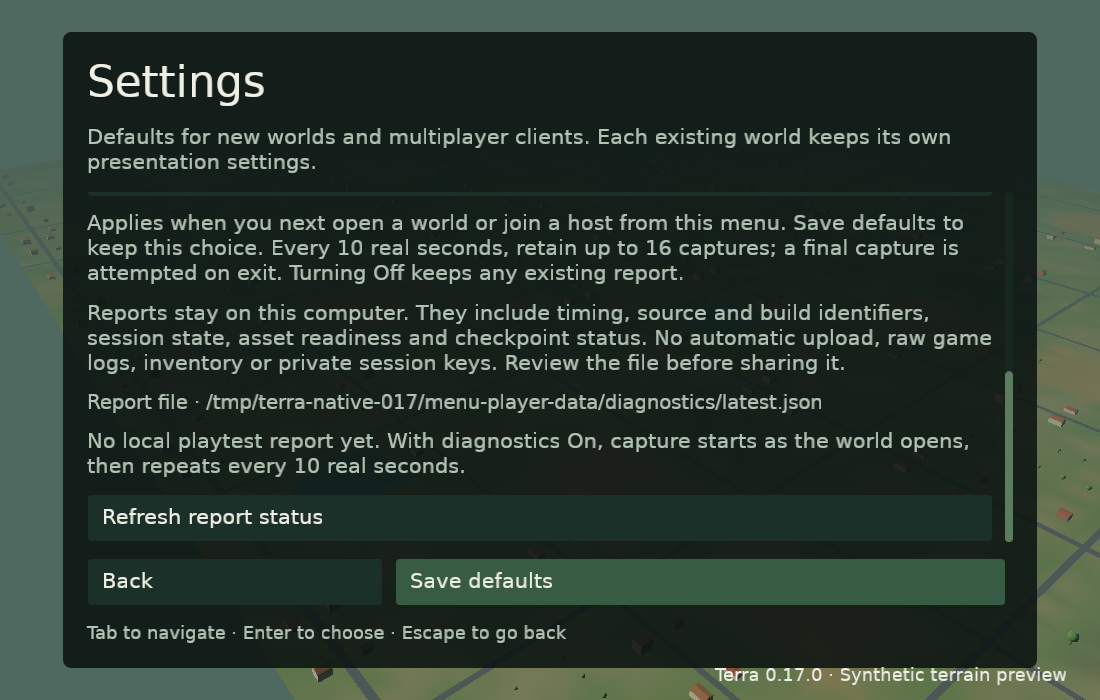 Settings
Defaults for new worlds and multiplayer clients. Each existing world keeps its own
presentation settings.
Applies when you next open a world or join a host from this menu. Save defaults to
keep this choice. Every 10 real seconds, retain up to 16 captures; a final capture is
attempted on exit. Turning Off keeps any existing report.
Reports stay on this computer. They include timing, source and build identifiers,
session state, asset readiness and checkpoint status. No automatic upload, raw game
logs, inventory or private session keys. Review the file before sharing it.
Report file · /tmp/terra-native-017/menu-player-data/diagnostics/latest.json
No local playtest report yet. With diagnostics On, capture starts as the world opens,
then repeats every 10 real seconds.
Refresh report status
Back
Save defaults
Tab to navigate · Enter to choose · Escape to go back
Terra 0.17.0 · Synthetic terrain preview